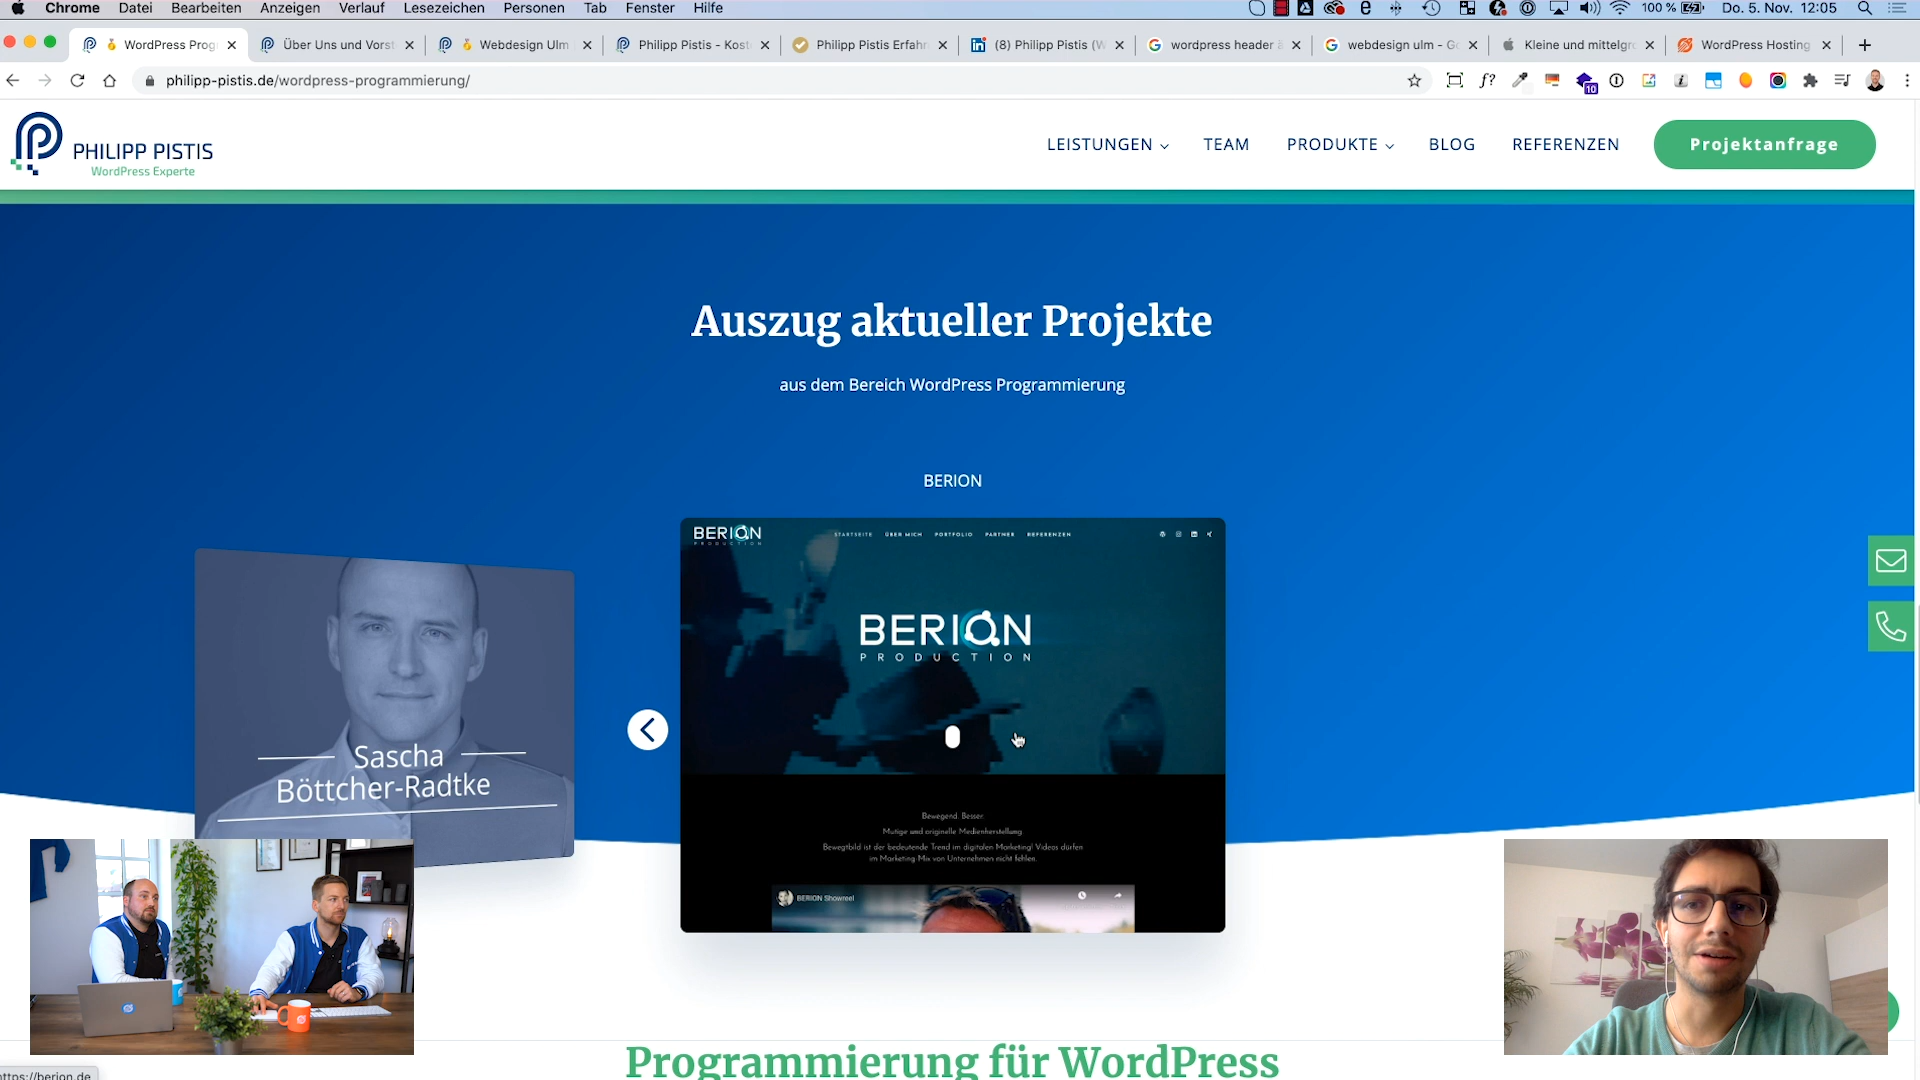 Chrome Datei Bearbeiten Anzeigen Verlauf Lesezeichen Personen Tab Fenster Hilfe 100 % Do. 5. Nov. 12:05
WordPress Prog Über Uns und Vorst Webdesign Ulm Philipp Pistis - Kost Philipp Pistis Erfahr (8) Philipp Pistis (W wordpress header ä webdesign ulm - Go Kleine und mittelgr WordPress Hosting
philipp-pistis.de/wordpress-programmierung/
10
PHILIPP PISTIS
WordPress Experte
LEISTUNGEN TEAM PRODUKTE BLOG REFERENZEN Projektanfrage
Auszug aktueller Projekte
aus dem Bereich WordPress Programmierung
BERION
BERION
PRODUCTION
STARTSEITE ÜBER MICH PORTFOLIO PARTNER REFERENZEN
BERION
PRODUCTION
Sascha
Böttcher-Radtke
Bewegend. Besser.
Mutige und originelle Medienherstellung.
Bewegtbild ist der bedeutende Trend im digitalen Marketing! Videos dürfen
im Marketing-Mix von Unternehmen nicht fehlen.
BERION Showreel
Programmierung für WordPress
https://berion.de